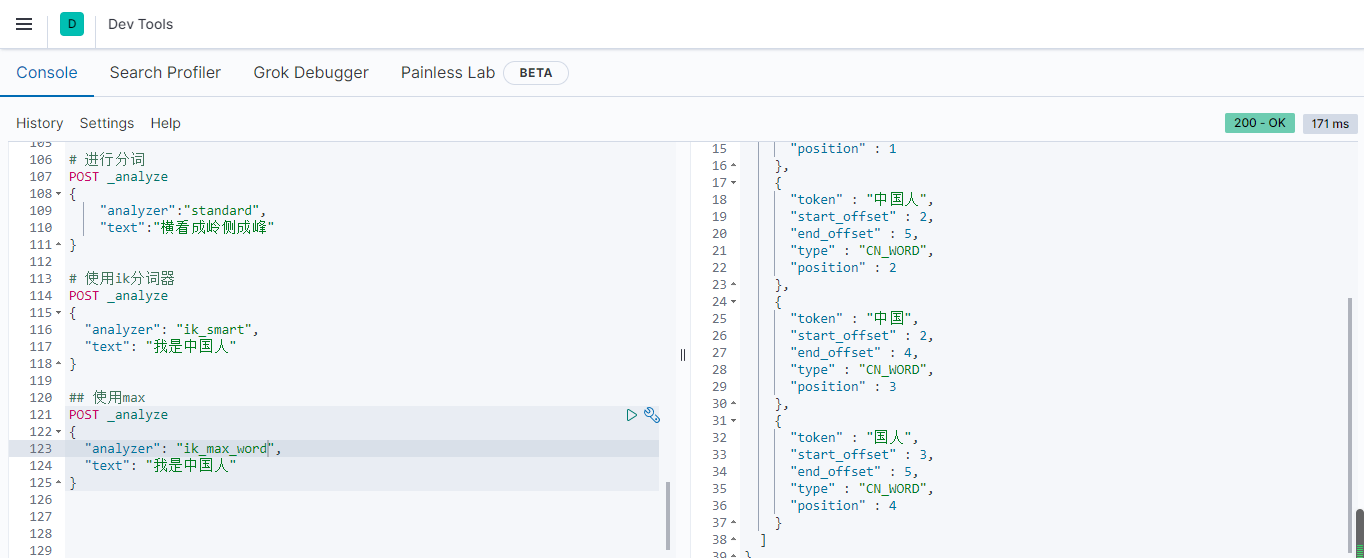 D Dev Tools
Console Search Profiler Grok Debugger Painless Lab BETA
History Settings Help 200 - OK 171 ms
105
106 # 进行分词
107 POST _analyze
108 {
109 "analyzer":"standard",
110 "text":"横看成岭侧成峰"
111 }
112
113 # 使用ik分词器
114 POST _analyze
115 {
116 "analyzer": "ik_smart",
117 "text": "我是中国人"
118 }
119
120 ## 使用max
121 POST _analyze
122 {
123 "analyzer": "ik_max_word",
124 "text": "我是中国人"
125 }
126
127
128
129
15 "position" : 1
16 },
17 {
18 "token" : "中国人",
19 "start_offset" : 2,
20 "end_offset" : 5,
21 "type" : "CN_WORD",
22 "position" : 2
23 },
24 {
25 "token" : "中国",
26 "start_offset" : 2,
27 "end_offset" : 4,
28 "type" : "CN_WORD",
29 "position" : 3
30 },
31 {
32 "token" : "国人",
33 "start_offset" : 3,
34 "end_offset" : 5,
35 "type" : "CN_WORD",
36 "position" : 4
37 }
38 ]
39 }